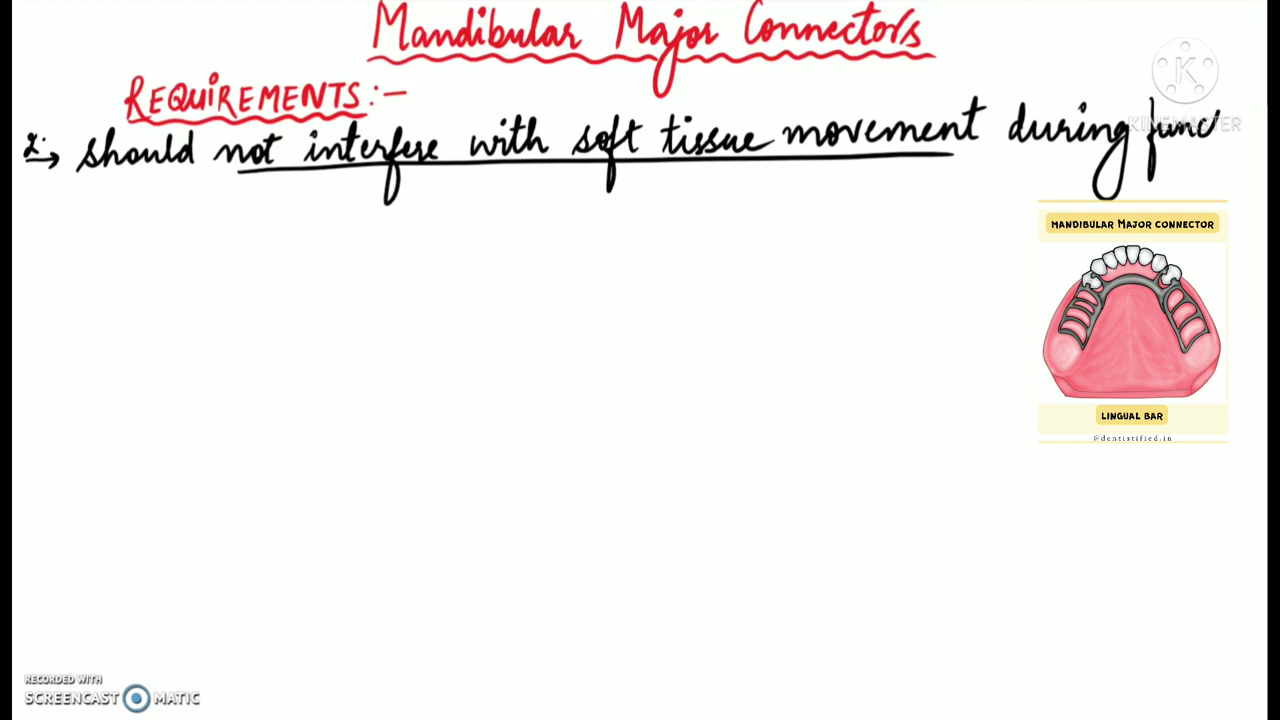 Mandibular Major Connectors
REQUIREMENTS :-
KINEMASTER
→ should not interfere with soft tissue movement during func
MANDIBULAR MAJOR CONNECTOR
LINGUAL BAR
@dentistified.in
RECORDED WITH
SCREENCAST MATIC